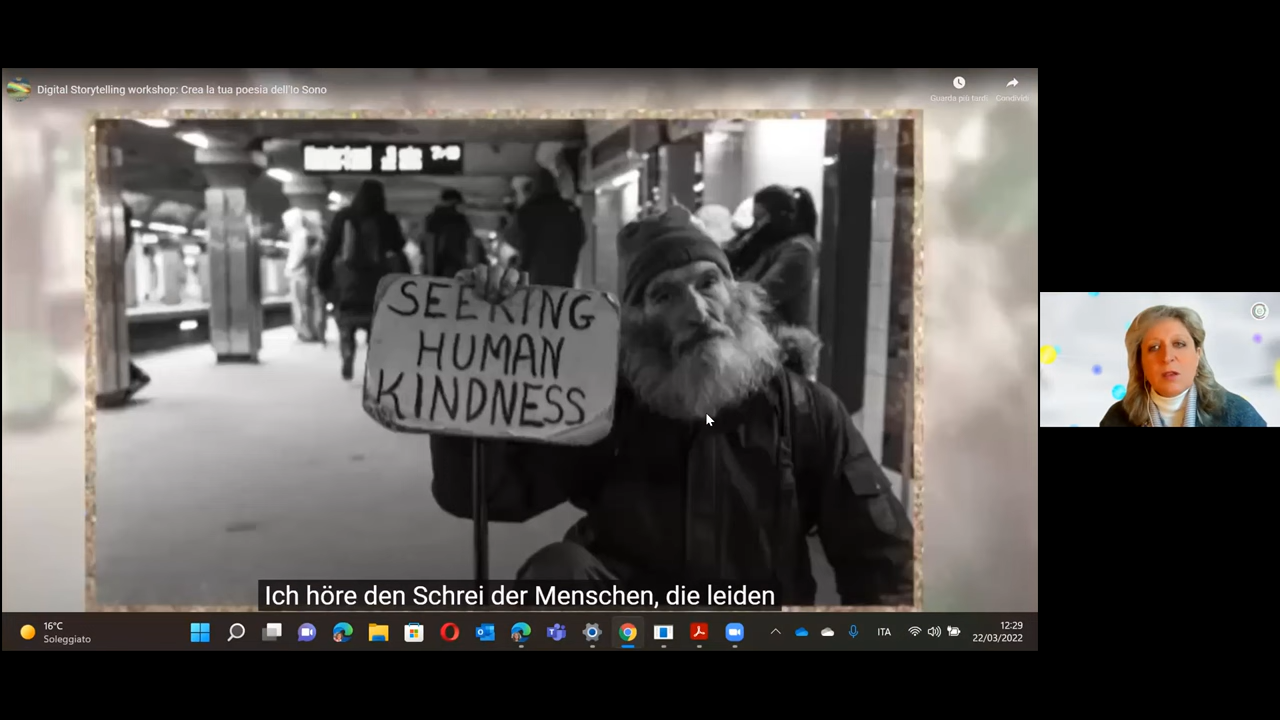 Digital Storytelling workshop: Crea la tua poesia dell'Io Sono
Guarda più tardi
Condividi
SEEKING
HUMAN
KINDNESS
Ich höre den Schrei der Menschen, die leiden
16°C
Soleggiato
ITA
12:29
22/03/2022